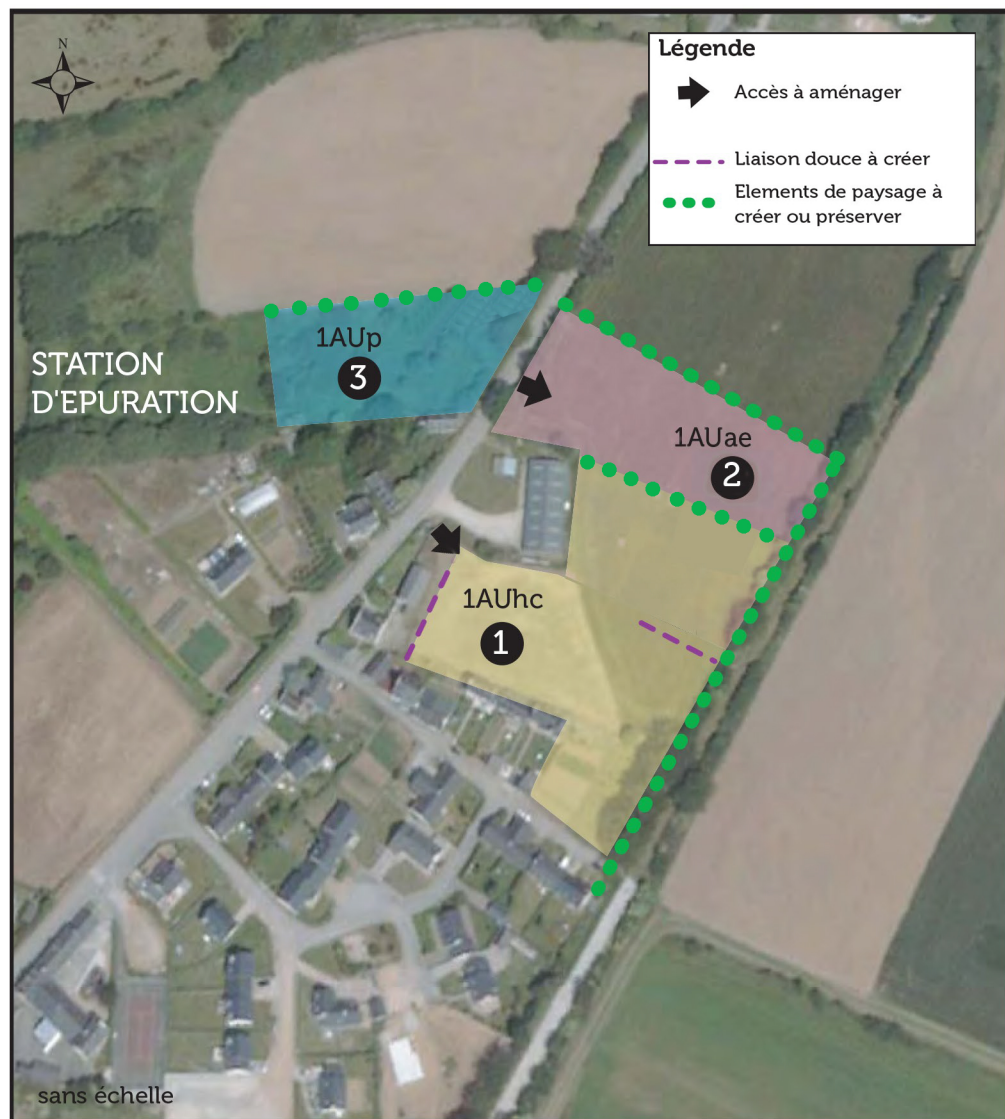 N
Légende
Accès à aménager
Liaison douce à créer
Elements de paysage à
créer ou préserver
1AUp
3
STATION
D'EPURATION
1AUae
2
1AUhc
1
sans échelle